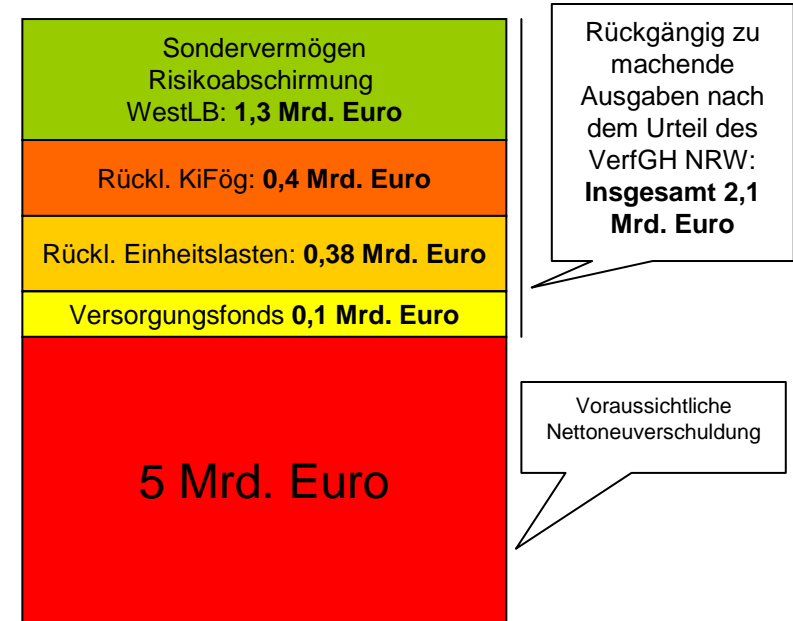 Sondervermögen
Risikoabschirmung
WestLB: 1,3 Mrd. Euro
Rückl. KiFög: 0,4 Mrd. Euro
Rückl. Einheitslasten: 0,38 Mrd. Euro
Versorgungsfonds 0,1 Mrd. Euro
5 Mrd. Euro
Rückgängig zu
machende
Ausgaben nach
dem Urteil des
VerfGH NRW:
Insgesamt 2,1
Mrd. Euro
Voraussichtliche
Nettoneuverschuldung